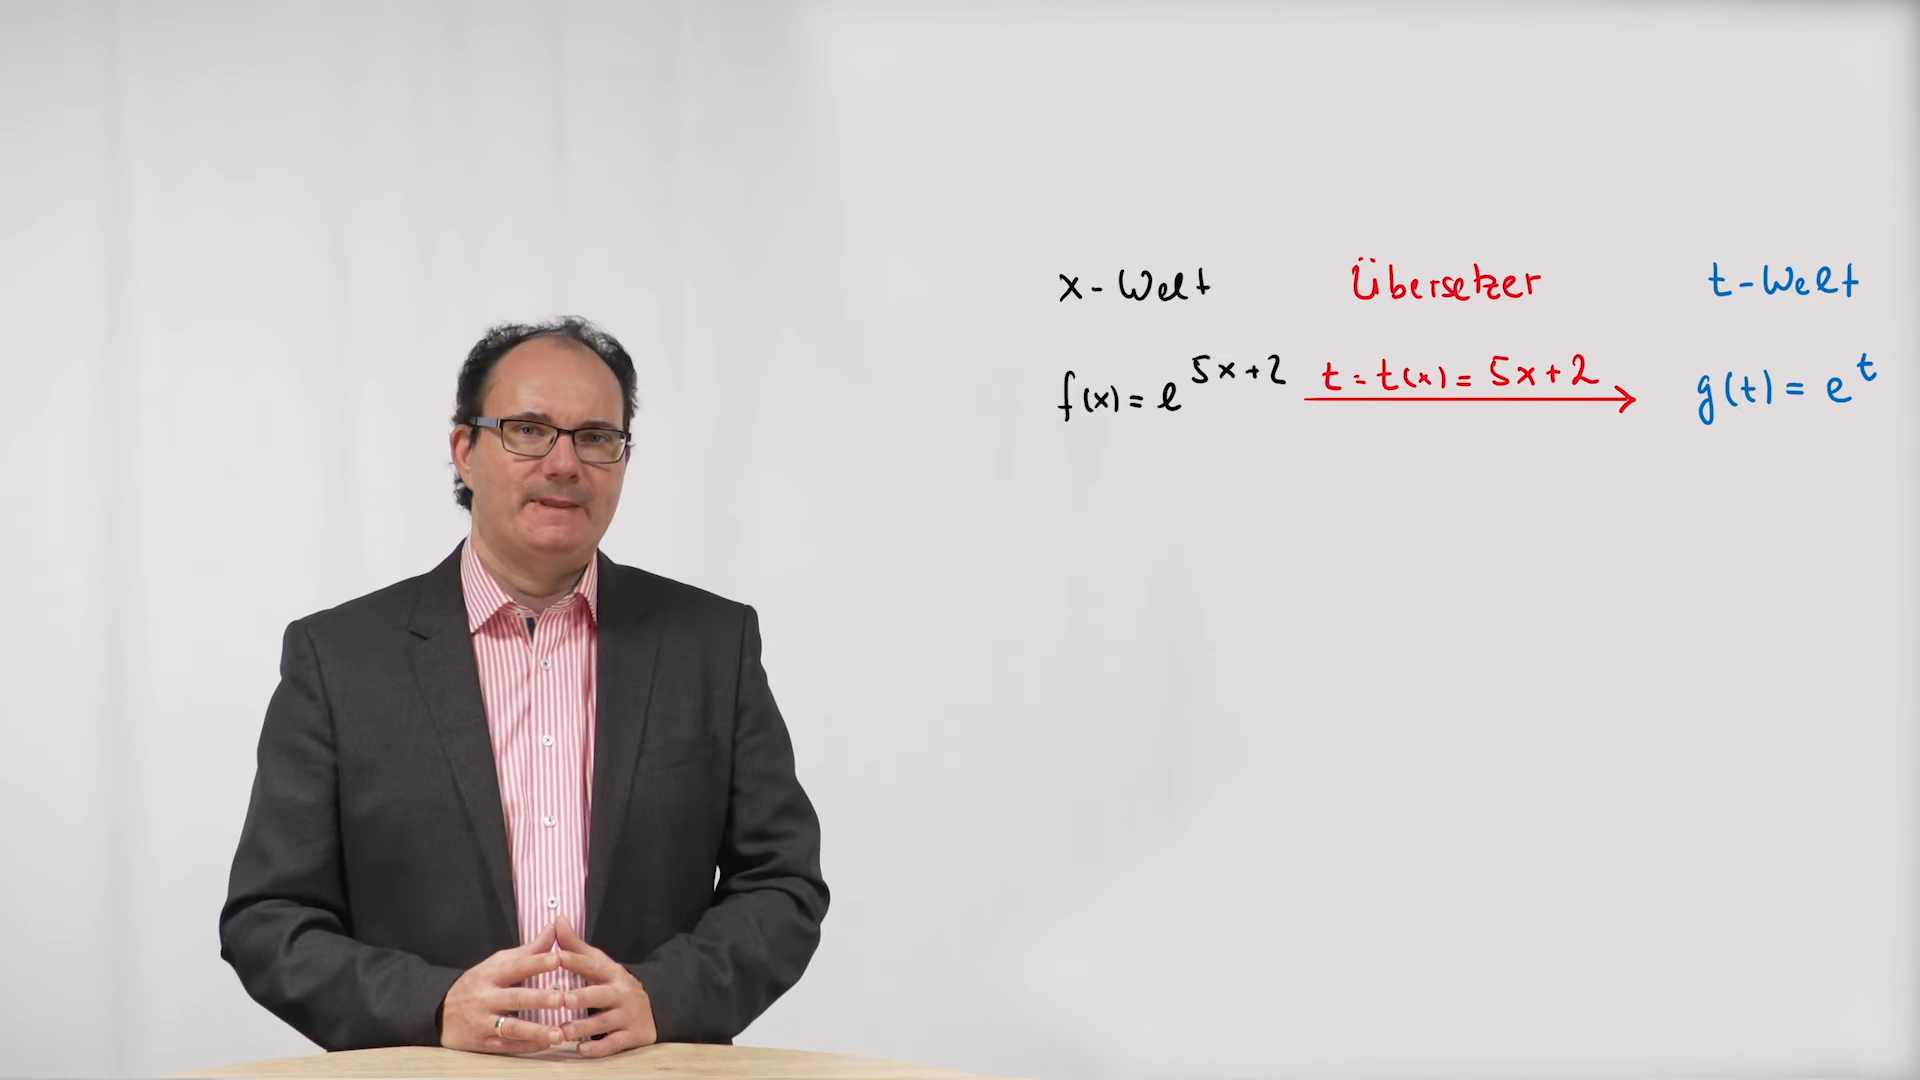 x-Welt Übersetzer t-Welt
f(x) = e^{5x+2} t = t(x) = 5x+2 g(t) = e^t